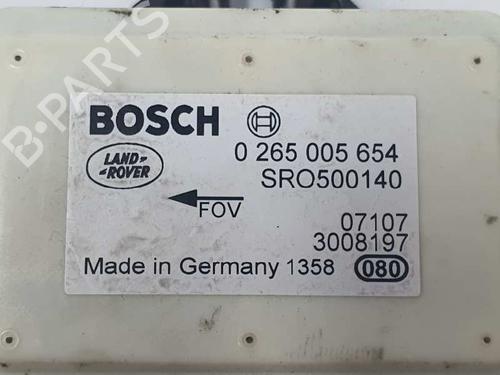 B-PARTS
BOSCH
0 265 005 654
LAND-
-ROVER
SRO500140
FOV
07107
3008197
Made in Germany 1358 080